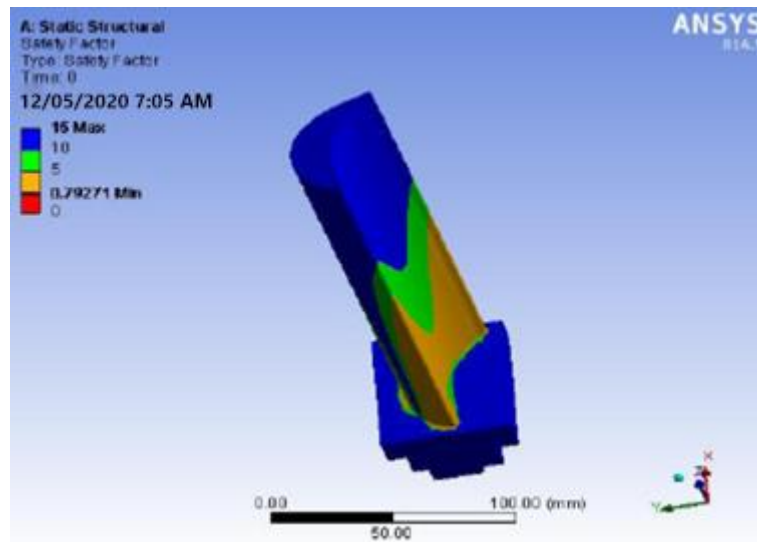 A: Static Structural
Safety Factor
Type: Safety Factor
Time: 0
12/05/2020 7:05 AM
15 Max
10
5
0.79271 Min
0
ANSYS
0.00
100.00 (mm)
50.00
X
Y